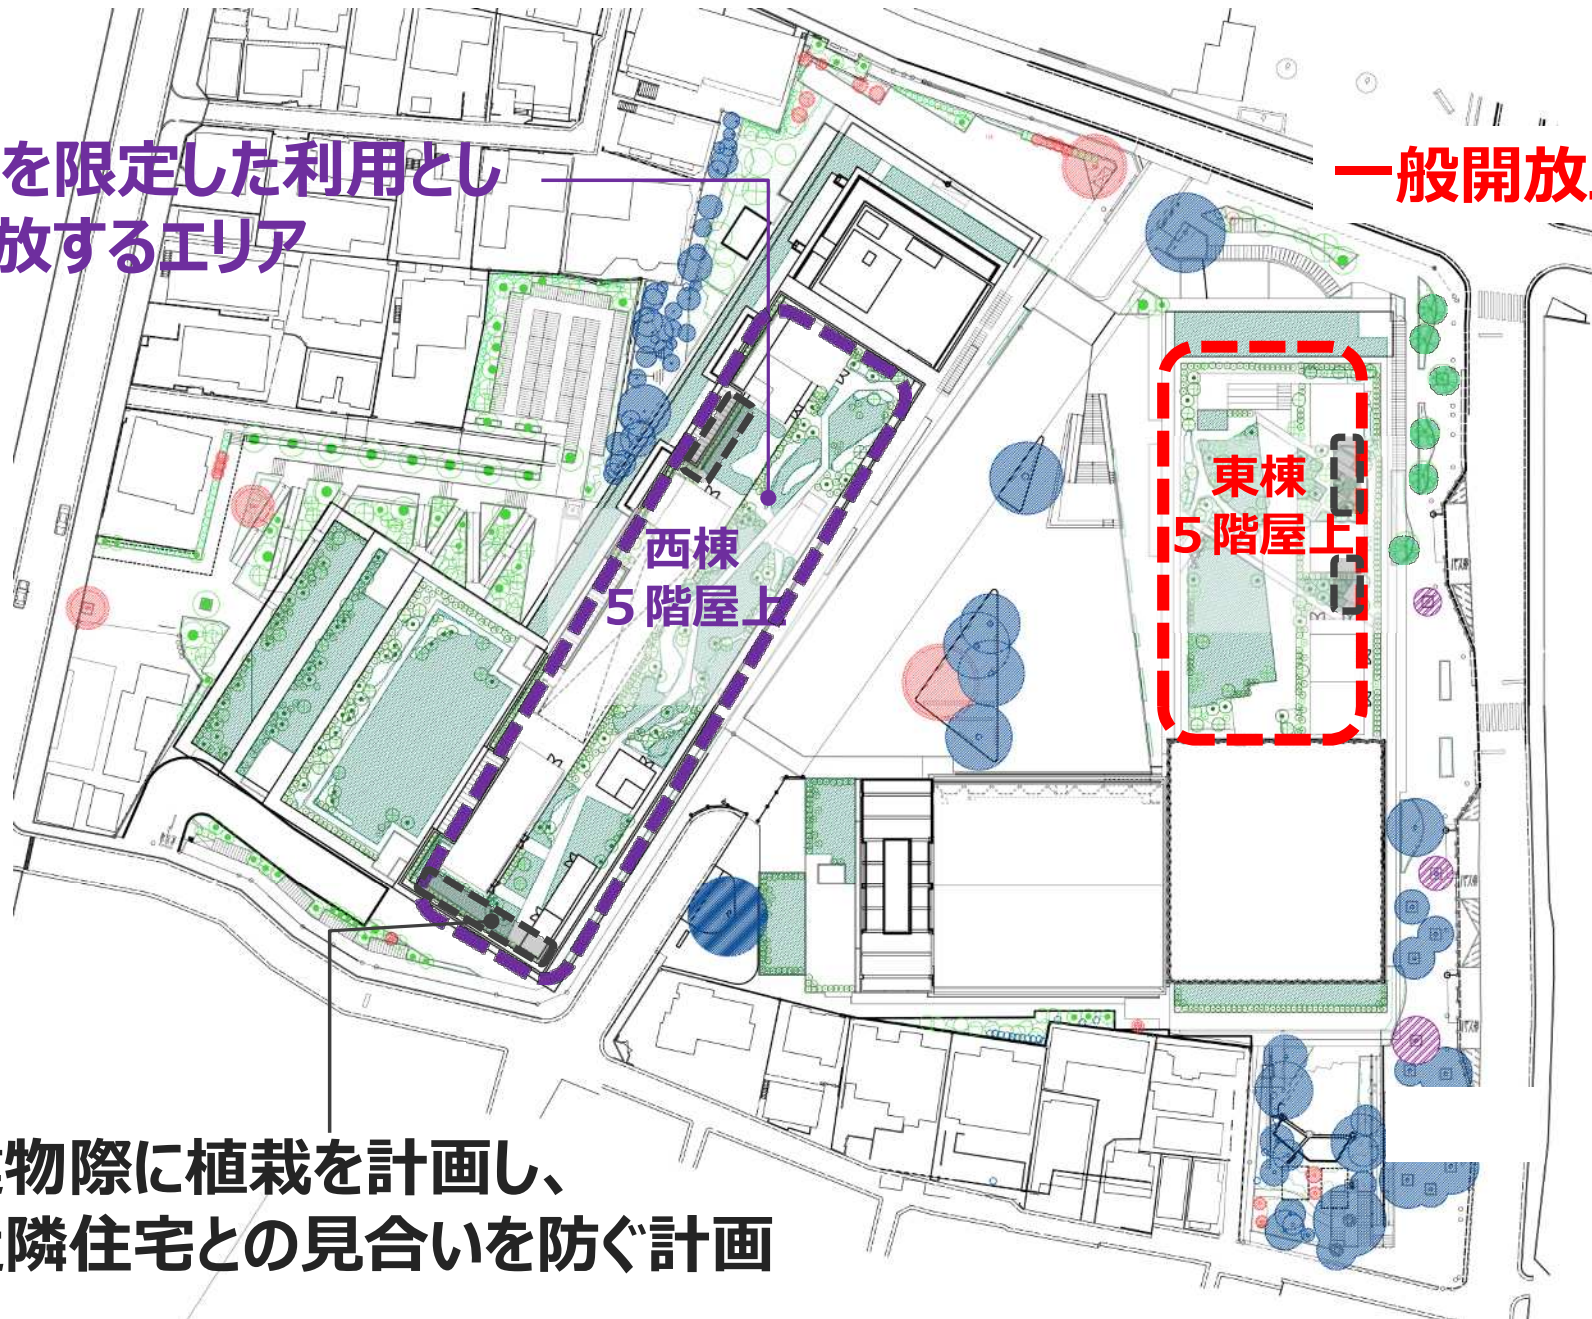 を限定した利用とし
放するエリア
一般開放
西棟
5階屋上
東棟
5階屋上
物際に植栽を計画し、
隣住宅との見合いを防ぐ計画